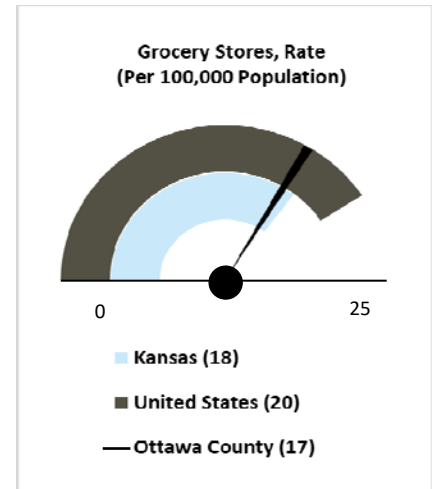 Grocery Stores, Rate
(Per 100,000 Population)
0
25
Kansas (18)
United States (20)
Ottawa County (17)